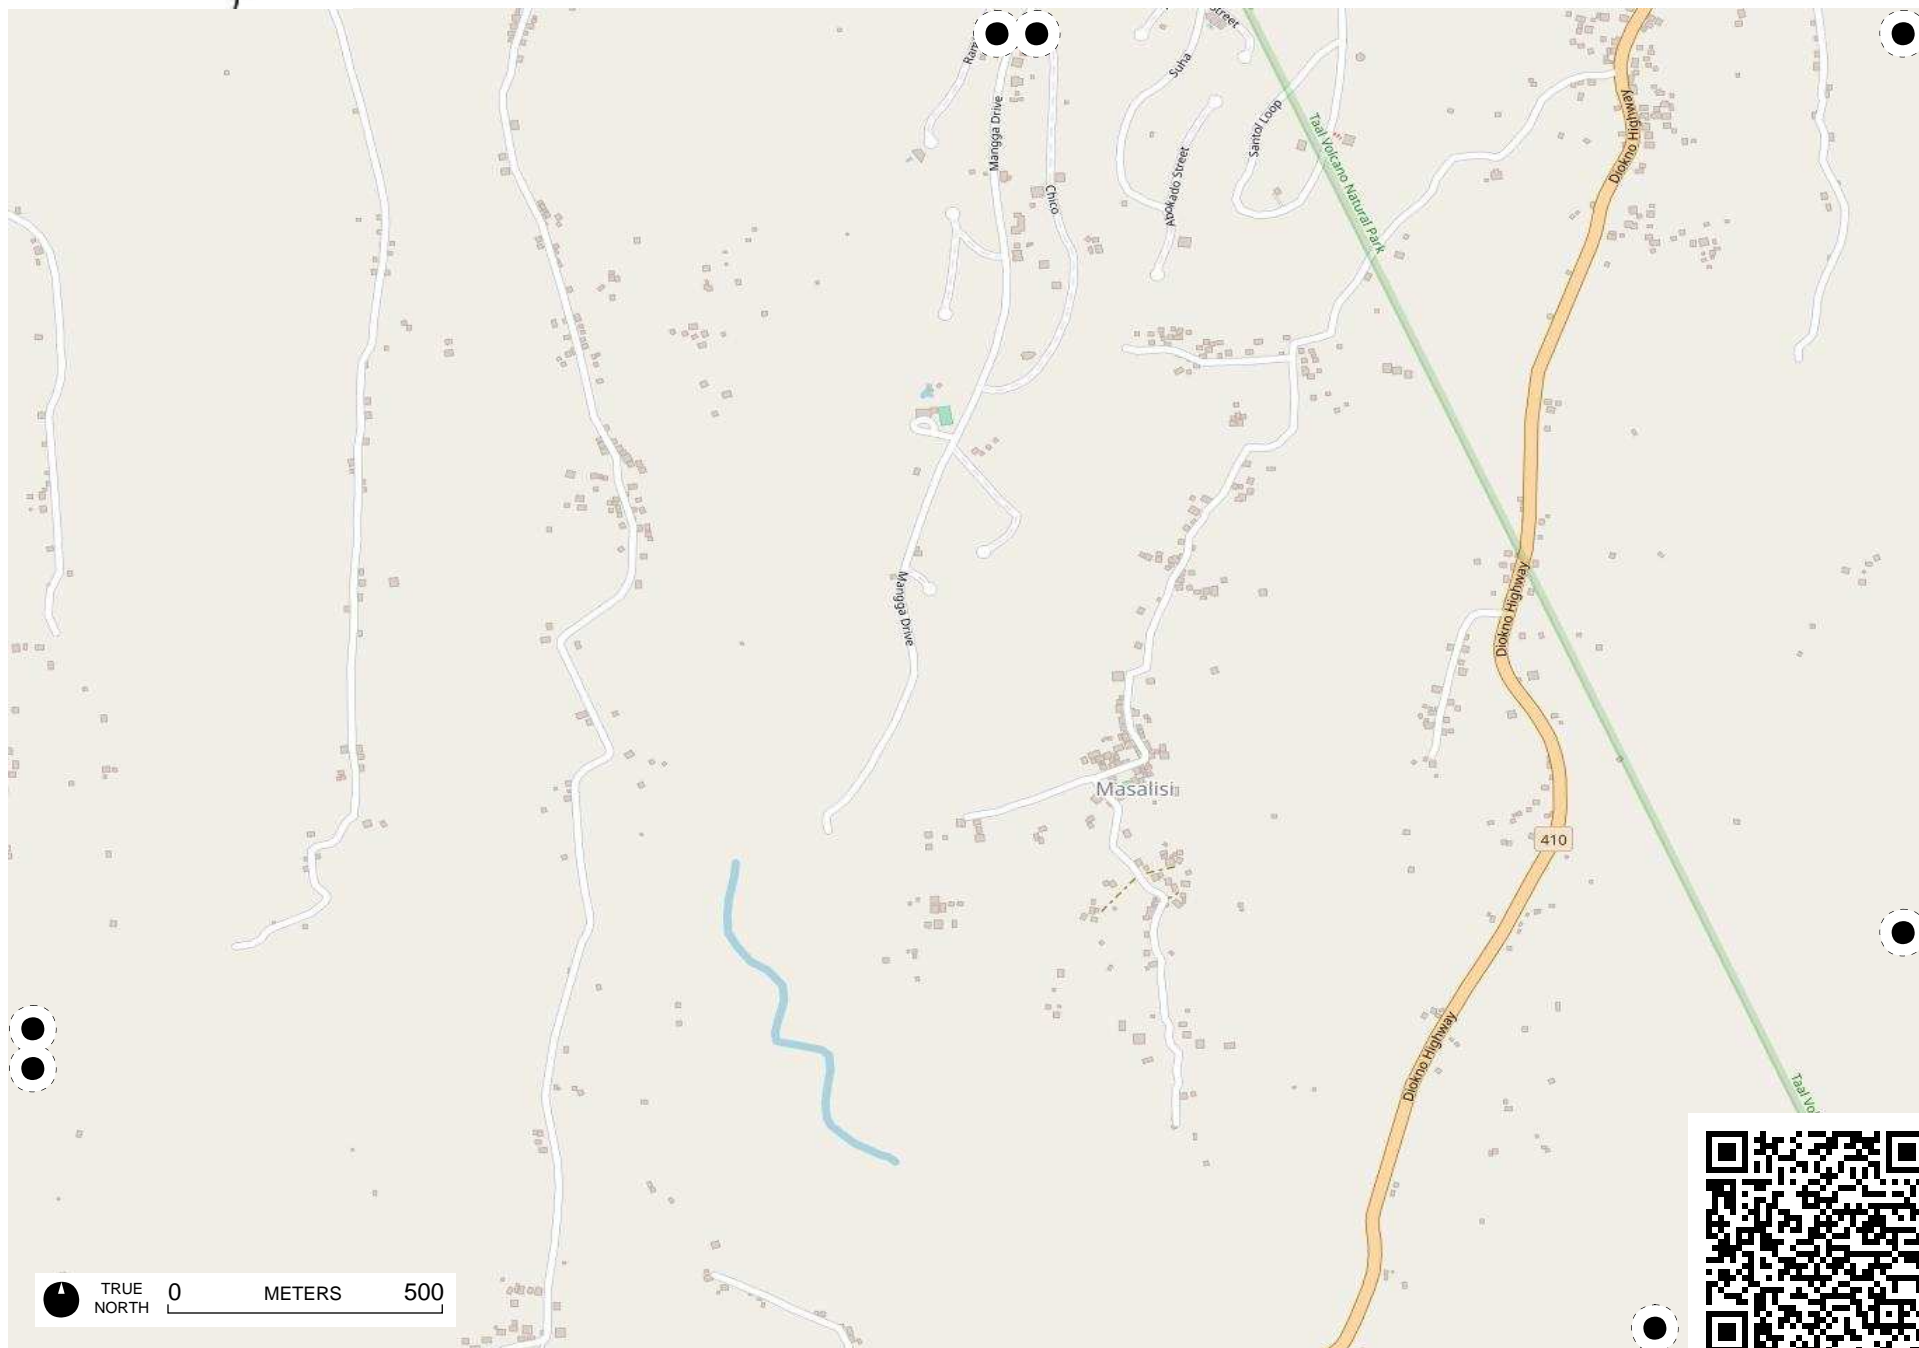 Street
Suha
Mangga Drive
Santol Loop
Chico
Abokado Street
Taal Volcano Natural Park
Diokno Highway
Mangga Drive
Diokno Highway
Masalisi
410
Diokno Highway
TRUE
NORTH
0
METERS
500